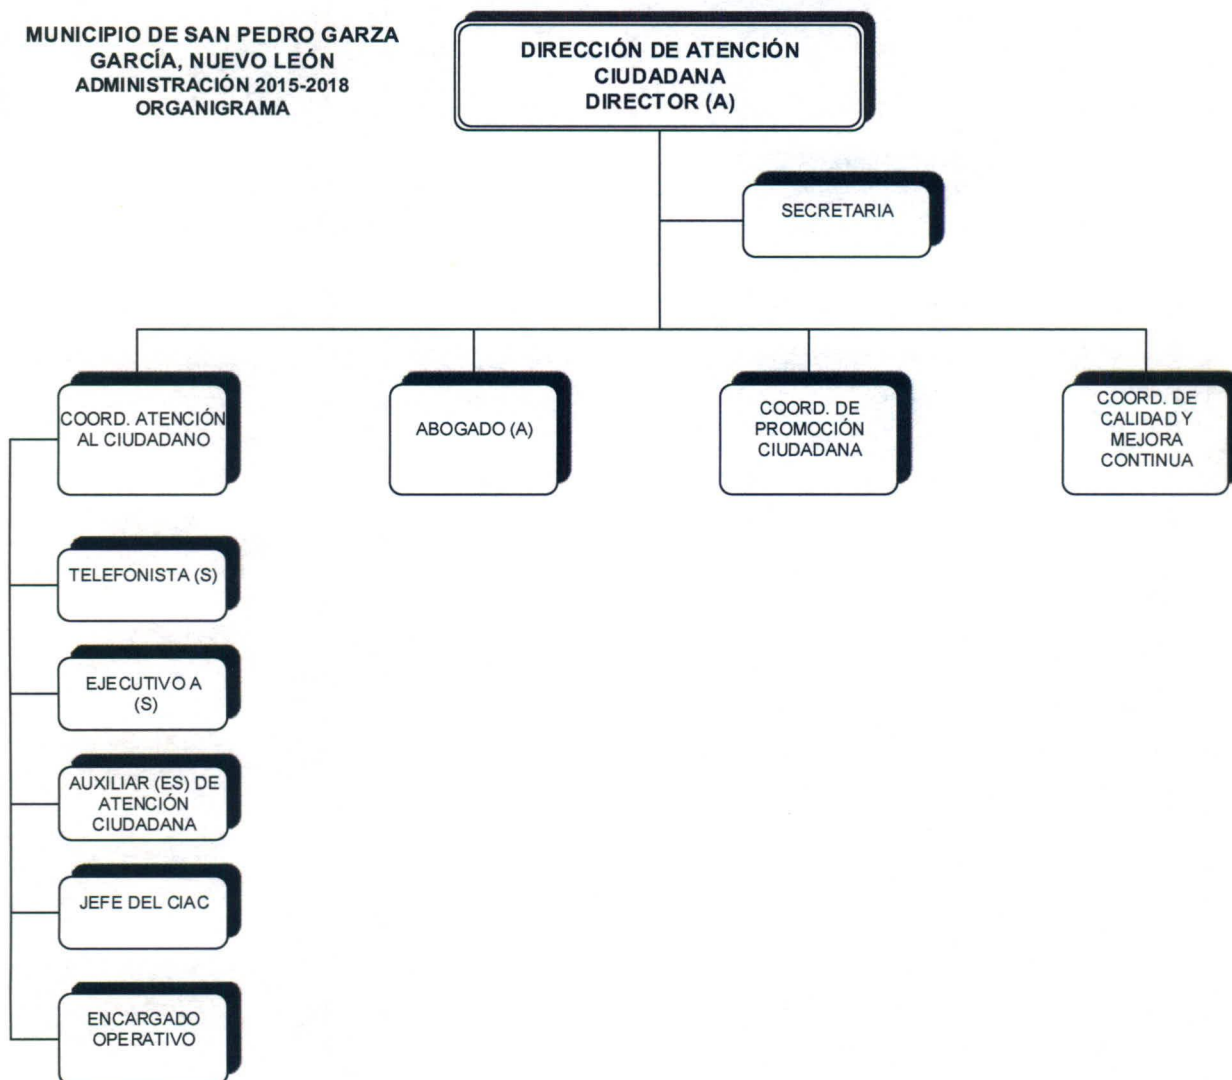 MUNICIPIO DE SAN PEDRO GARZA
GARCÍA, NUEVO LEÓN
ADMINISTRACIÓN 2015-2018
ORGANIGRAMA
DIRECCIÓN DE ATENCIÓN
CIUDADANA
DIRECTOR (A)
SECRETARIA
COORD. ATENCIÓN
AL CIUDADANO
ABOGADO (A)
COORD. DE
PROMOCIÓN
CIUDADANA
COORD. DE
CALIDAD Y
MEJORA
CONTINUA
TELEFONISTA (S)
EJECUTIVO A
(S)
AUXILIAR (ES) DE
ATENCIÓN
CIUDADANA
JEFE DEL CIAC
ENCARGADO
OPERATIVO